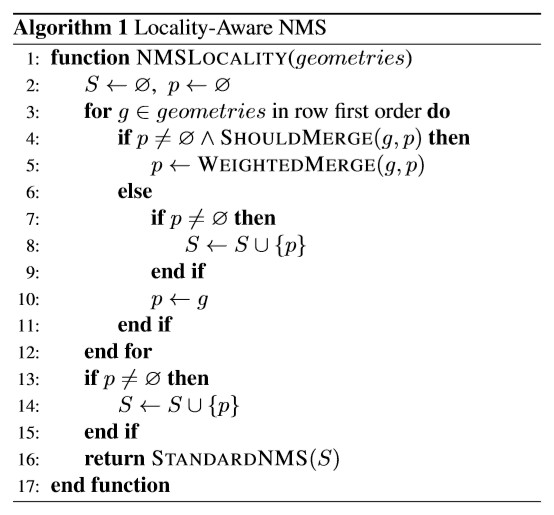 Algorithm 1 Locality-Aware NMS
1: function NMSLOCALITY(geometries)
2: S ← ∅, p ← ∅
3: for g ∈ geometries in row first order do
4: if p ≠ ∅ ∧ SHOULDMERGE(g, p) then
5: p ← WEIGHTEDMERGE(g, p)
6: else
7: if p ≠ ∅ then
8: S ← S ∪ {p}
9: end if
10: p ← g
11: end if
12: end for
13: if p ≠ ∅ then
14: S ← S ∪ {p}
15: end if
16: return STANDARDNMS(S)
17: end function